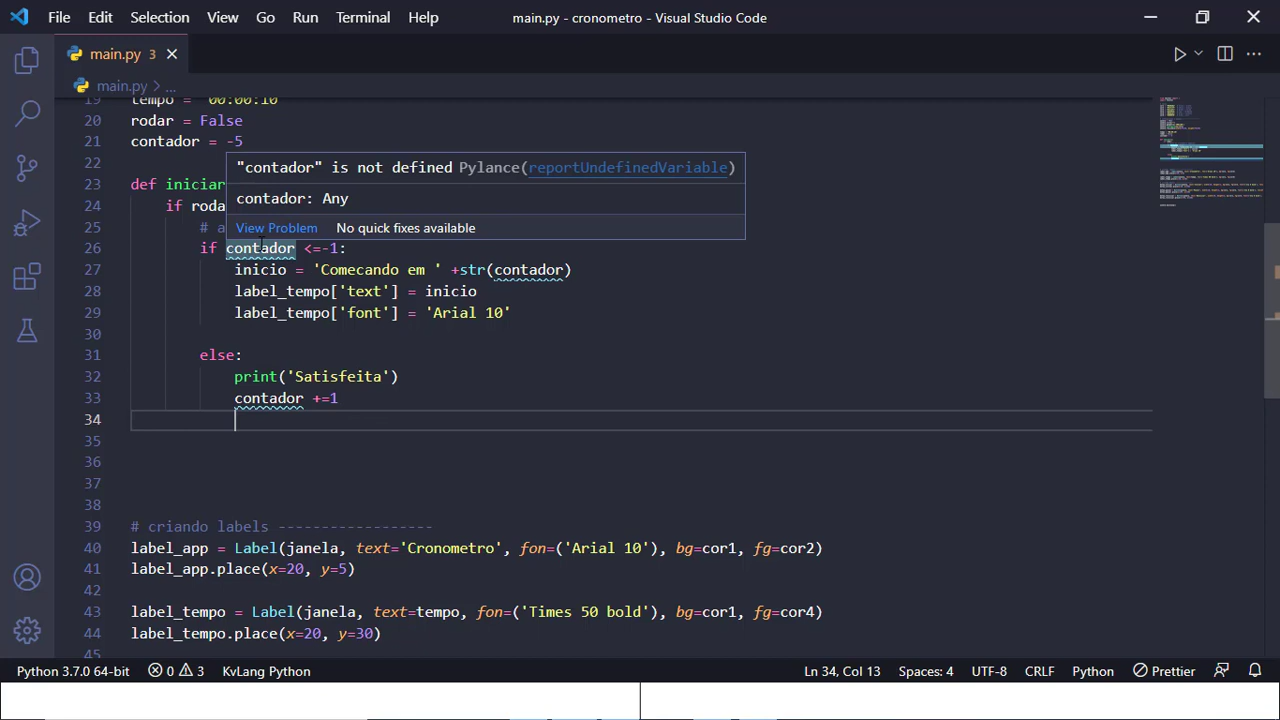 File Edit Selection View Go Run Terminal Help main.py - cronometro - Visual Studio Code
main.py 3
main.py > ...
19 tempo = "00:00:10"
20 rodar = False
21 contador = -5
22
"contador" is not defined Pylance(reportUndefinedVariable)
23 def iniciar
contador: Any
24 if roda
25 # a
View Problem No quick fixes available
26 if contador <=-1:
27 inicio = 'Comecando em ' +str(contador)
28 label_tempo['text'] = inicio
29 label_tempo['font'] = 'Arial 10'
30
31 else:
32 print('Satisfeita')
33 contador +=1
34
35
36
37
38
39 # criando labels ------------------
40 label_app = Label(janela, text='Cronometro', fon=('Arial 10'), bg=cor1, fg=cor2)
41 label_app.place(x=20, y=5)
42
43 label_tempo = Label(janela, text=tempo, fon=('Times 50 bold'), bg=cor1, fg=cor4)
44 label_tempo.place(x=20, y=30)
45
Python 3.7.0 64-bit 0 3 KvLang Python Ln 34, Col 13 Spaces: 4 UTF-8 CRLF Python Prettier